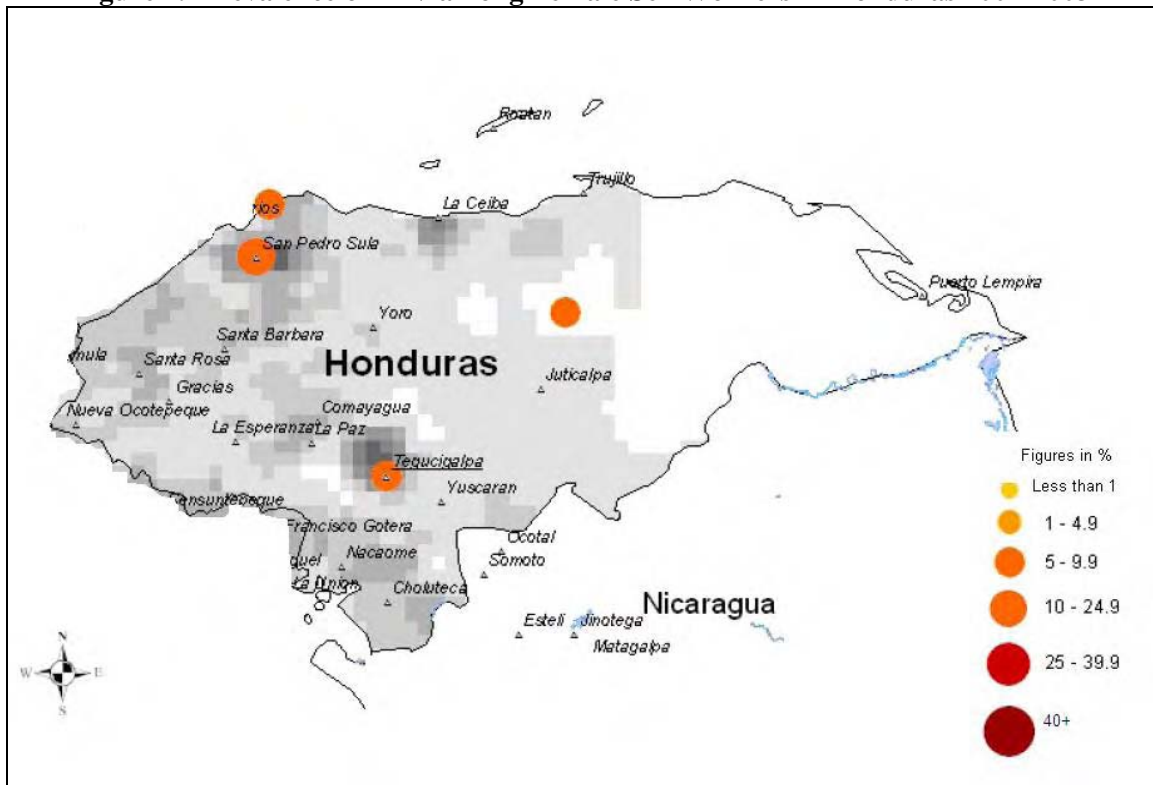 Roatan
Trujillo
La Ceiba
San Pedro Sula
Puerto Lempira
Yoro
Santa Barbara
Honduras
Santa Rosa
Juticalpa
Gracias
Comayagua
Nueva Ocotepeque
La Esperanza
La Paz
Tegucigalpa
Yuscaran
Francisco Gotera
Ocotal
Nacaome
Somoto
La Union
Choluteca
Nicaragua
Esteli
Jinotega
Matagalpa
N
W
E
S
Figures in %
Less than 1
1 - 4.9
5 - 9.9
10 - 24.9
25 - 39.9
40+